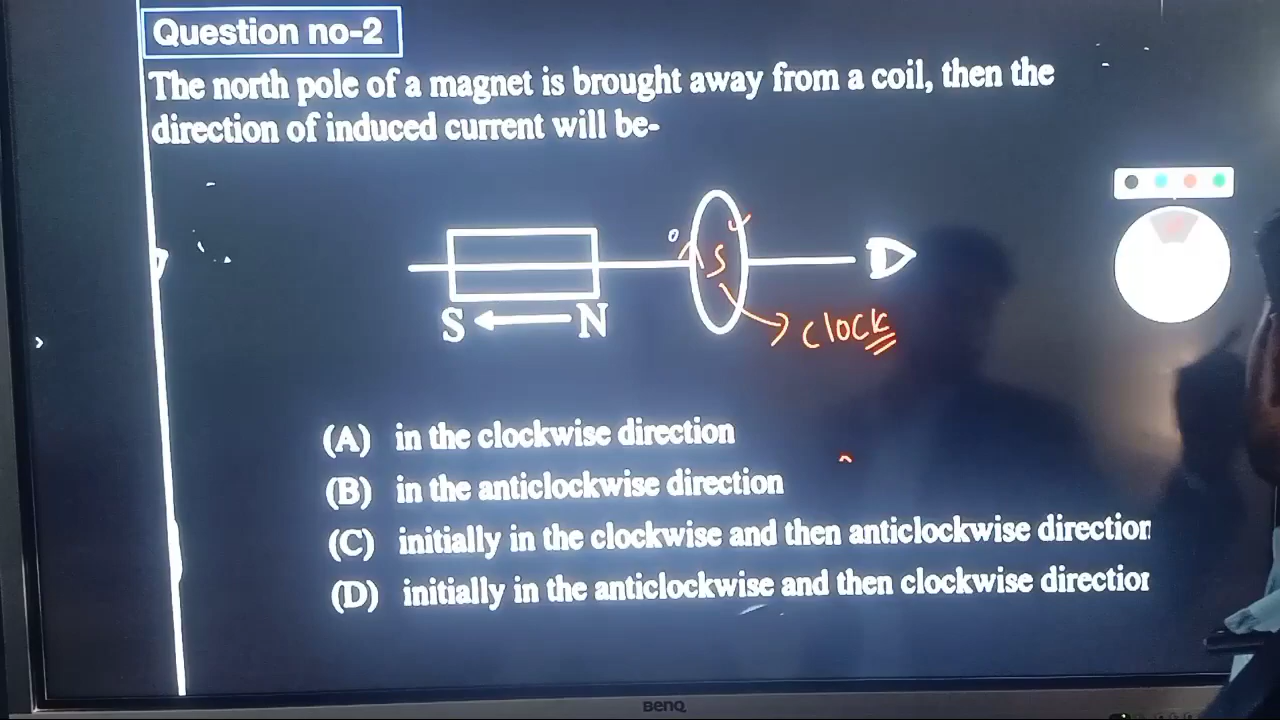 Question no-2
The north pole of a magnet is brought away from a coil, then the
direction of induced current will be-
S
S N
clock
(A) in the clockwise direction
(B) in the anticlockwise direction
(C) initially in the clockwise and then anticlockwise direction
(D) initially in the anticlockwise and then clockwise direction
BenQ